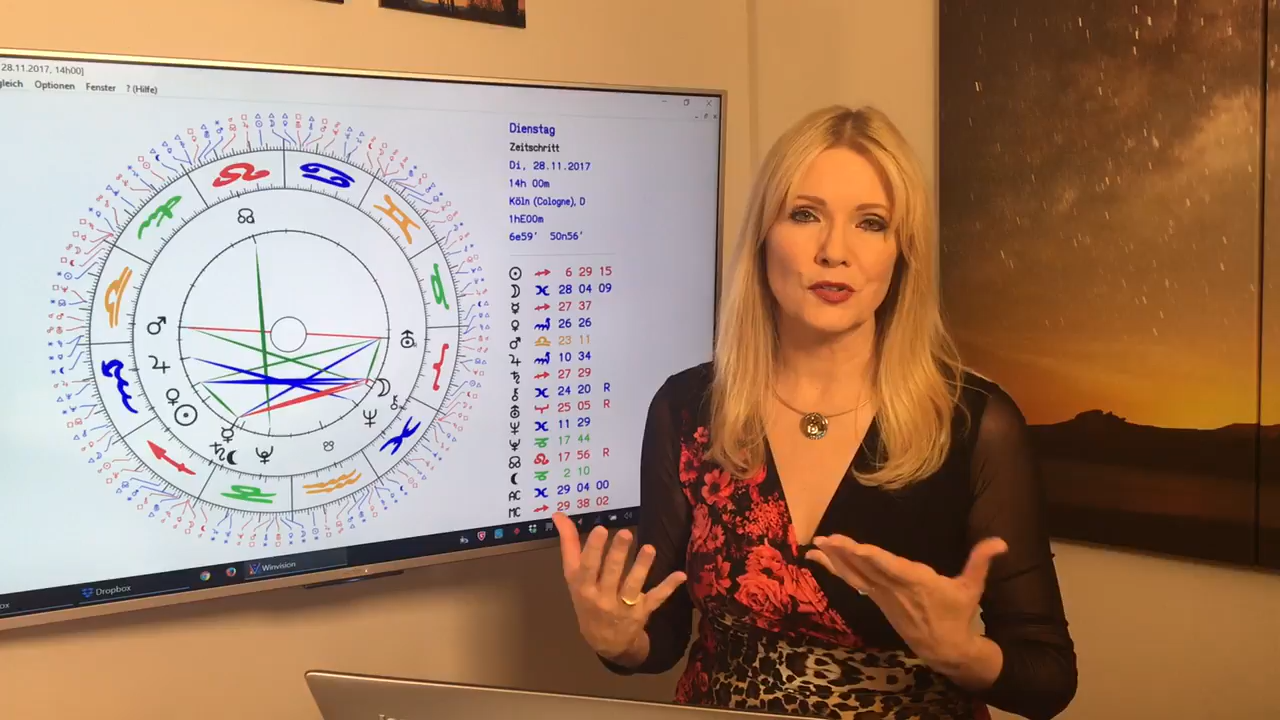 28.11.2017, 14h00]
gleich Optionen Fenster ? (Hilfe)
Dienstag
Zeitschritt
Di, 28.11.2017
14h 00m
Köln (Cologne), D
1hE00m
6e59' 50n56'
6 29 15
28 04 09
27 37
26 26
23 11
10 34
27 29
24 20 R
25 05 R
11 29
17 44
17 56 R
2 10
AC 29 04 00
MC 29 38 02
ox Dropbox Winvision